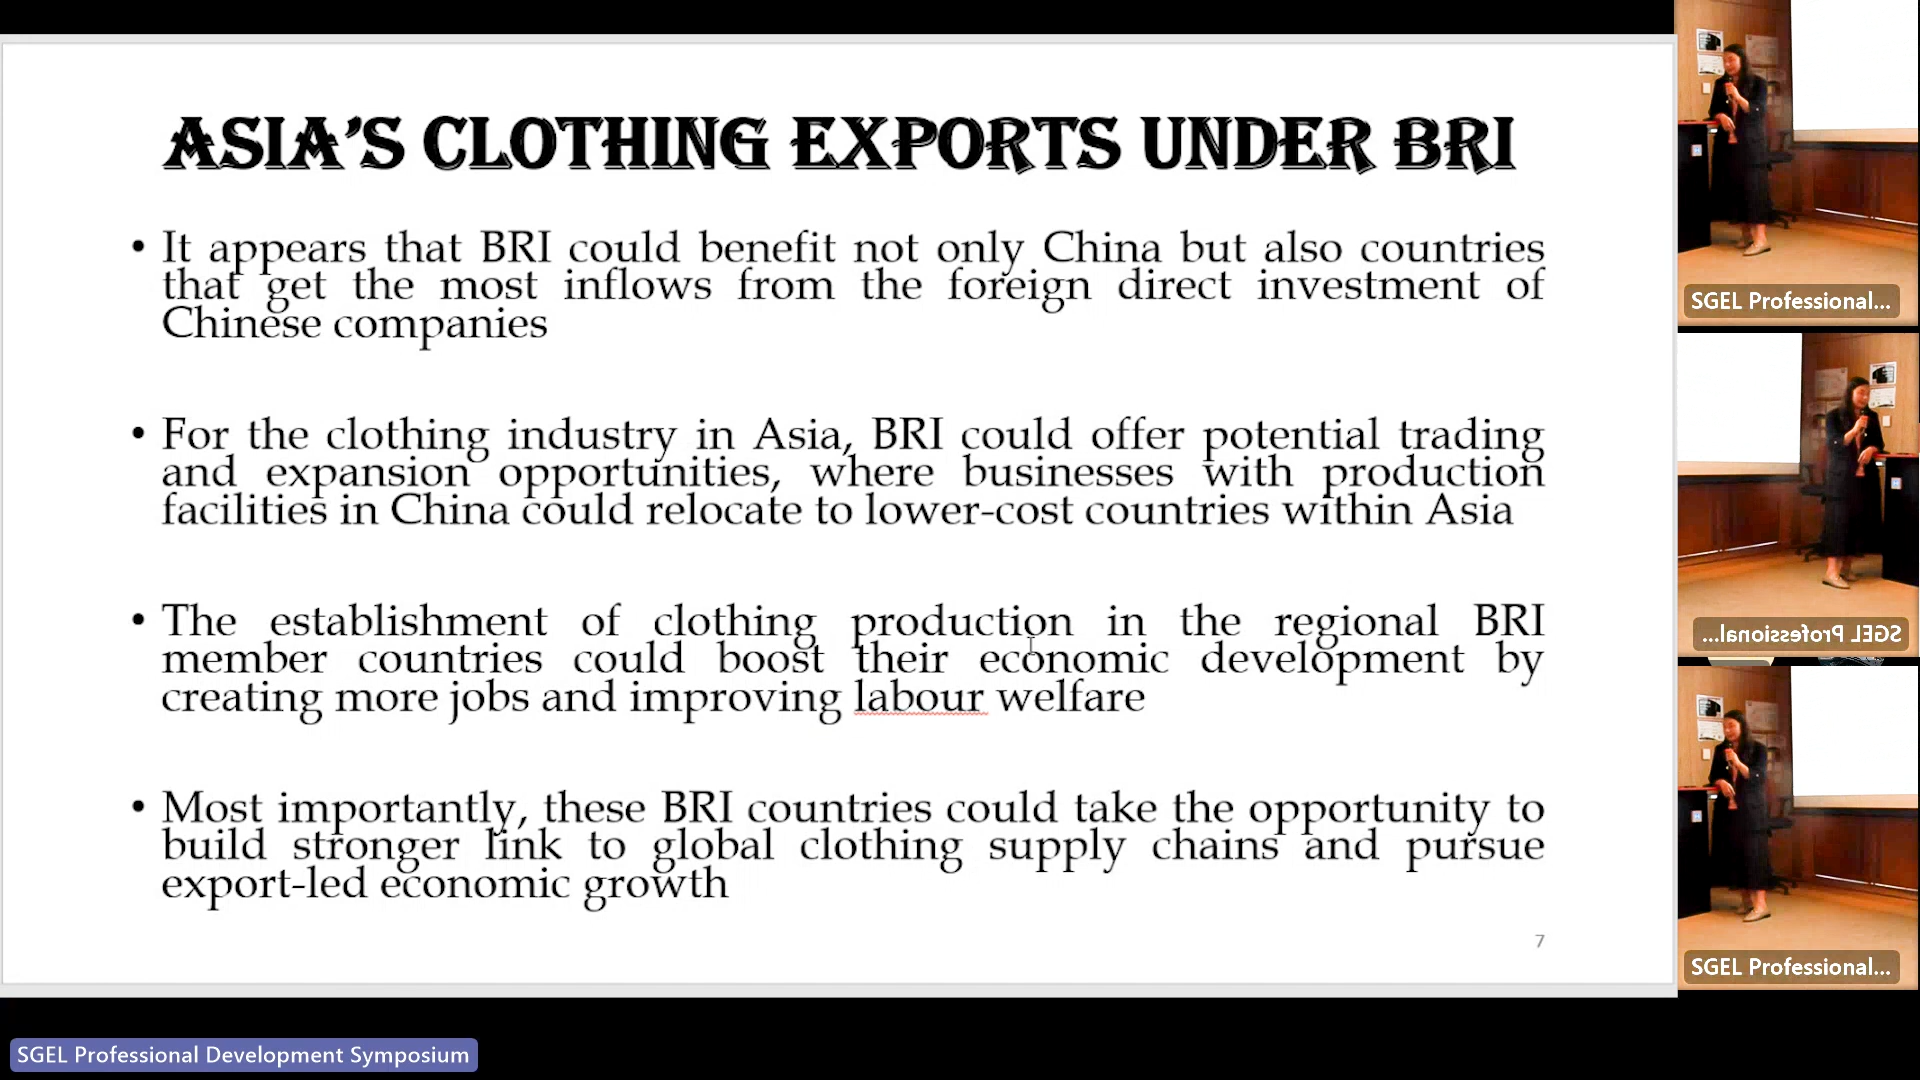 ASIA'S CLOTHING EXPORTS UNDER BRI
• It appears that BRI could benefit not only China but also countries
that get the most inflows from the foreign direct investment of
Chinese companies
• For the clothing industry in Asia, BRI could offer potential trading
and expansion opportunities, where businesses with production
facilities in China could relocate to lower-cost countries within Asia
• The establishment of clothing production in the regional BRI
member countries could boost their economic development by
creating more jobs and improving labour welfare
• Most importantly, these BRI countries could take the opportunity to
build stronger link to global clothing supply chains and pursue
export-led economic growth
7
SGEL Professional...
SGEL Professional...
SGEL Professional...
SGEL Professional Development Symposium